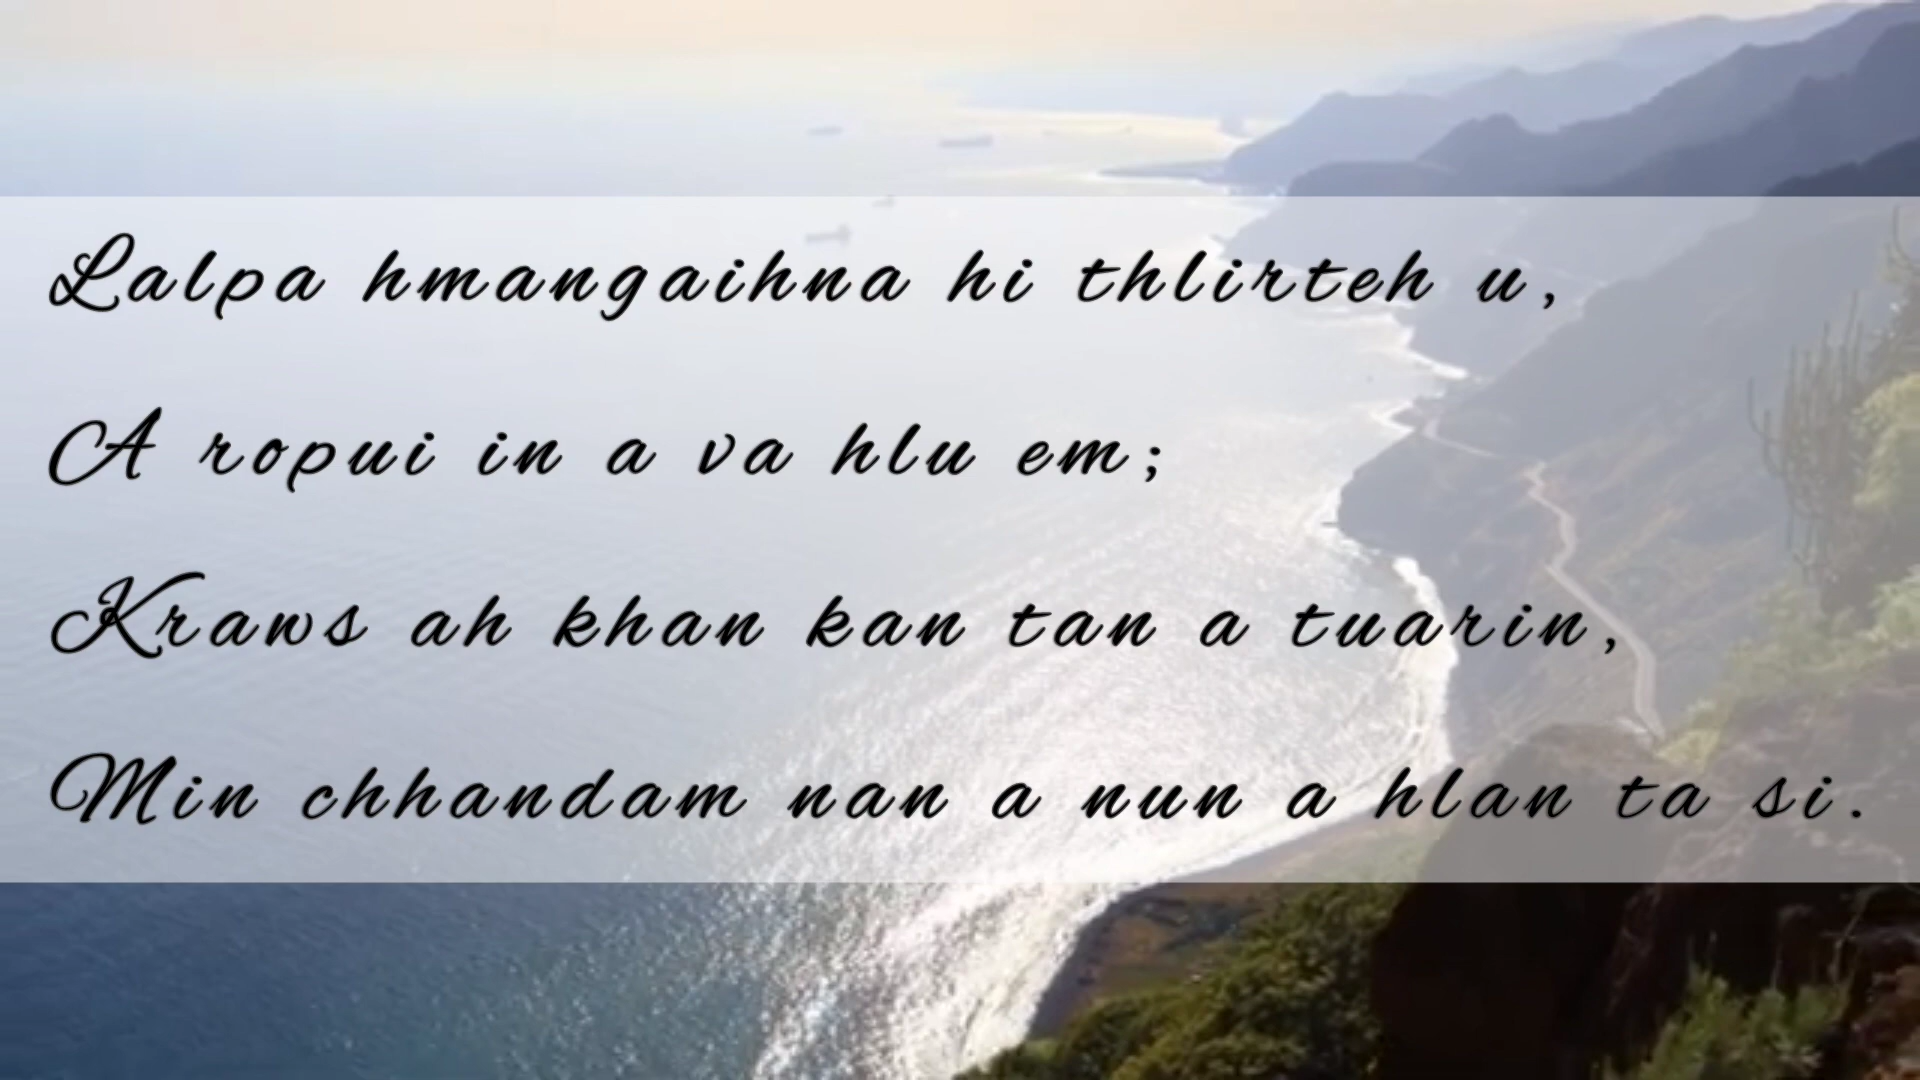 Lalpa hmangaihna hi thlirteh u,
A ropui in a va hlu em;
Kraws ah khan kan tan a tuarin,
Min chhandam nan a nun a hlan ta si.